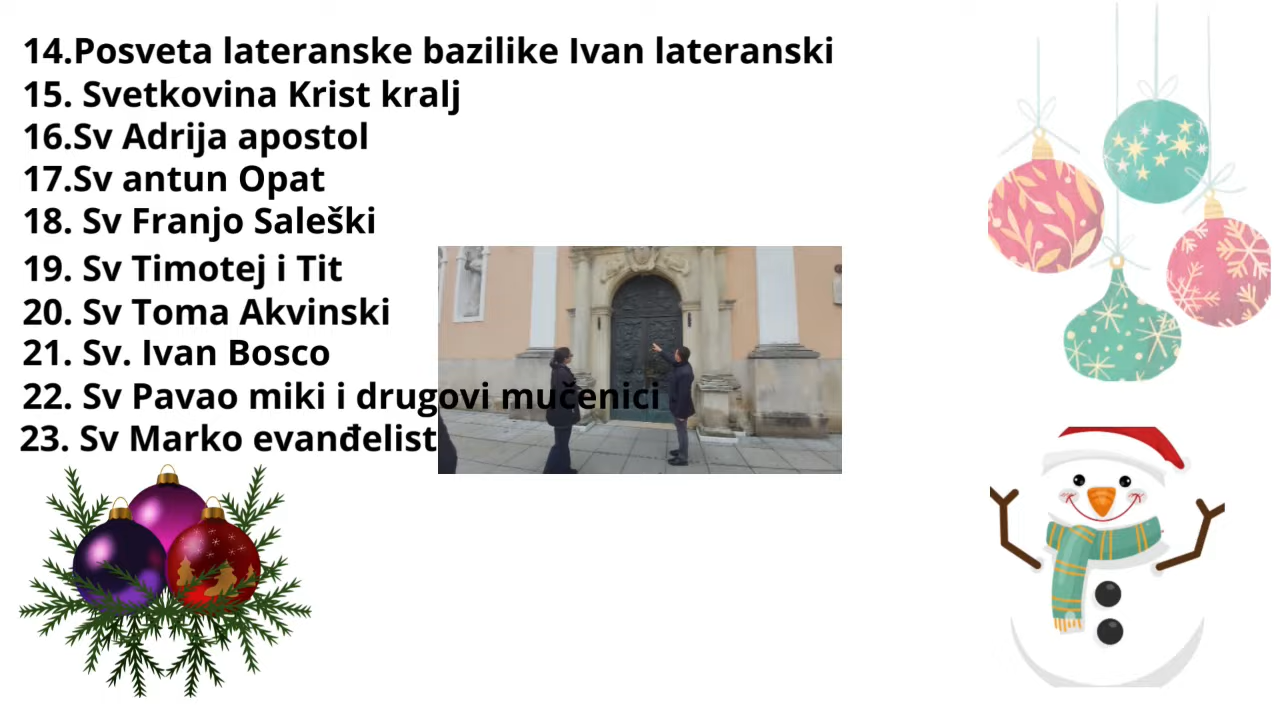 14.Posveta lateranske bazilike Ivan lateranski
15. Svetkovina Krist kralj
16.Sv Adrija apostol
17.Sv antun Opat
18. Sv Franjo Saleški
19. Sv Timotej i Tit
20. Sv Toma Akvinski
21. Sv. Ivan Bosco
22. Sv Pavao miki i drugovi mučenici
23. Sv Marko evanđelist